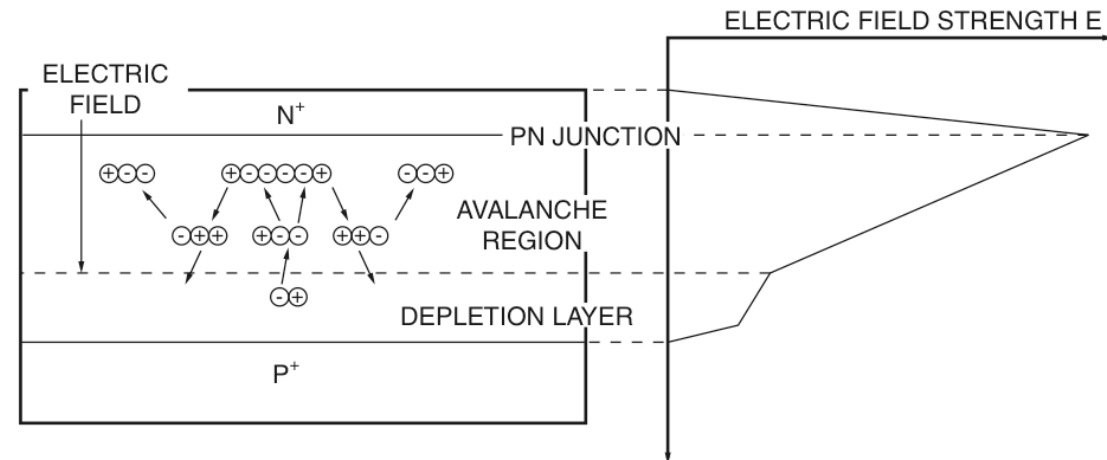 ELECTRIC FIELD STRENGTH E
ELECTRIC
FIELD
N+
PN JUNCTION
+-- +-----+ --+
AVALANCHE
REGION
-++ +-- ++-
-+
DEPLETION LAYER
P+